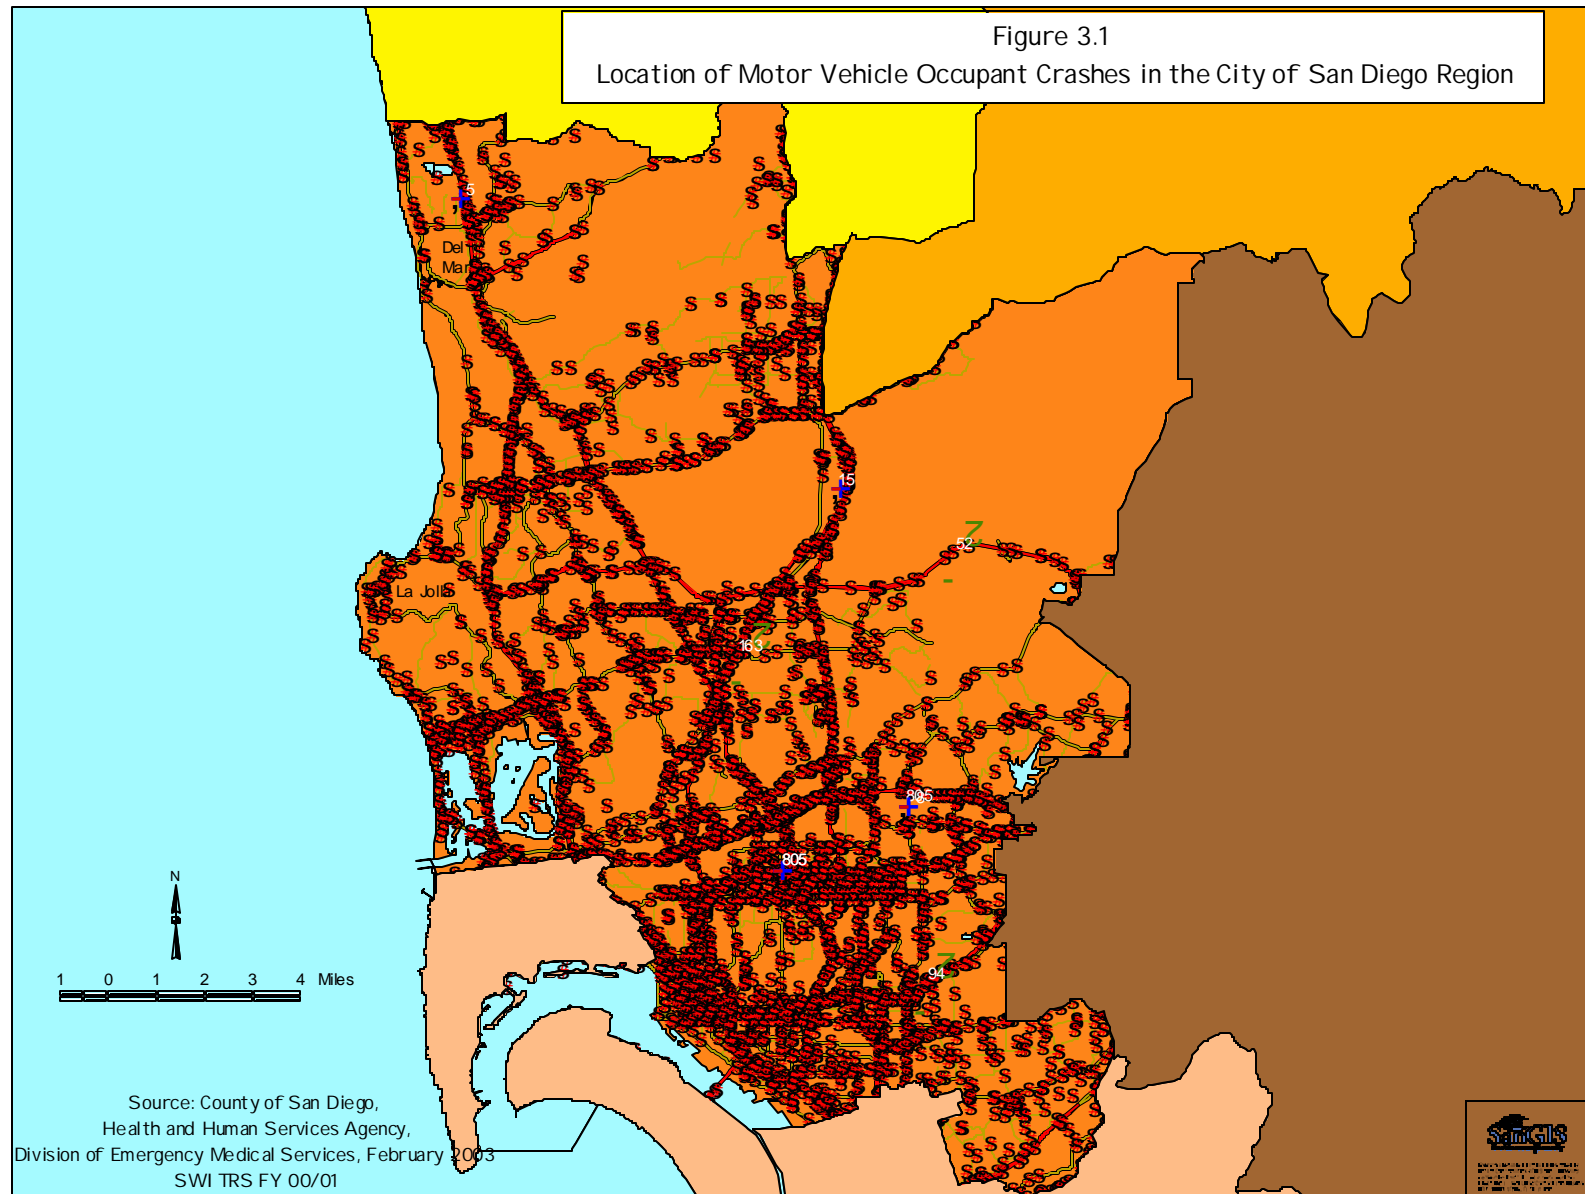 Figure 3.1
Location of Motor Vehicle Occupant Crashes in the City of San Diego Region
5
Del
Mar
15
52
La Jolla
163
805
805
94
N
1 0 1 2 3 4 Miles
Source: County of San Diego,
Health and Human Services Agency,
Division of Emergency Medical Services, February 2003
SWITRS FY 00/01
SanGIS